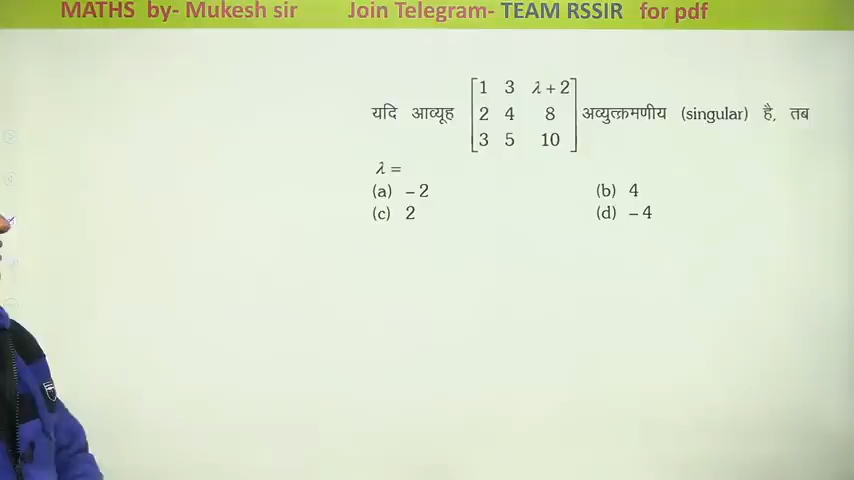 MATHS by- Mukesh sir Join Telegram- TEAM RSSIR for pdf
यदि आव्यूह [1 3 λ+2
2 4 8
3 5 10] अव्युत्क्रमणीय (singular) है, तब
λ =
(a) – 2 (b) 4
(c) 2 (d) – 4